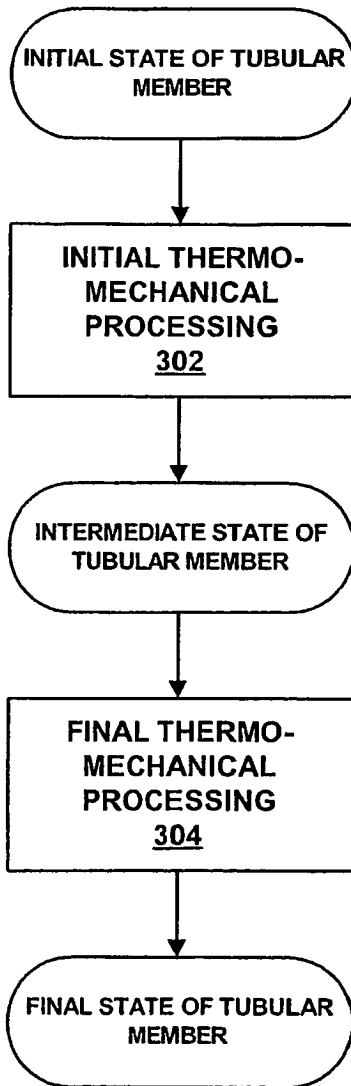 INITIAL STATE OF TUBULAR
MEMBER
INITIAL THERMO-
MECHANICAL
PROCESSING
302
INTERMEDIATE STATE OF
TUBULAR MEMBER
FINAL THERMO-
MECHANICAL
PROCESSING
304
FINAL STATE OF TUBULAR
MEMBER